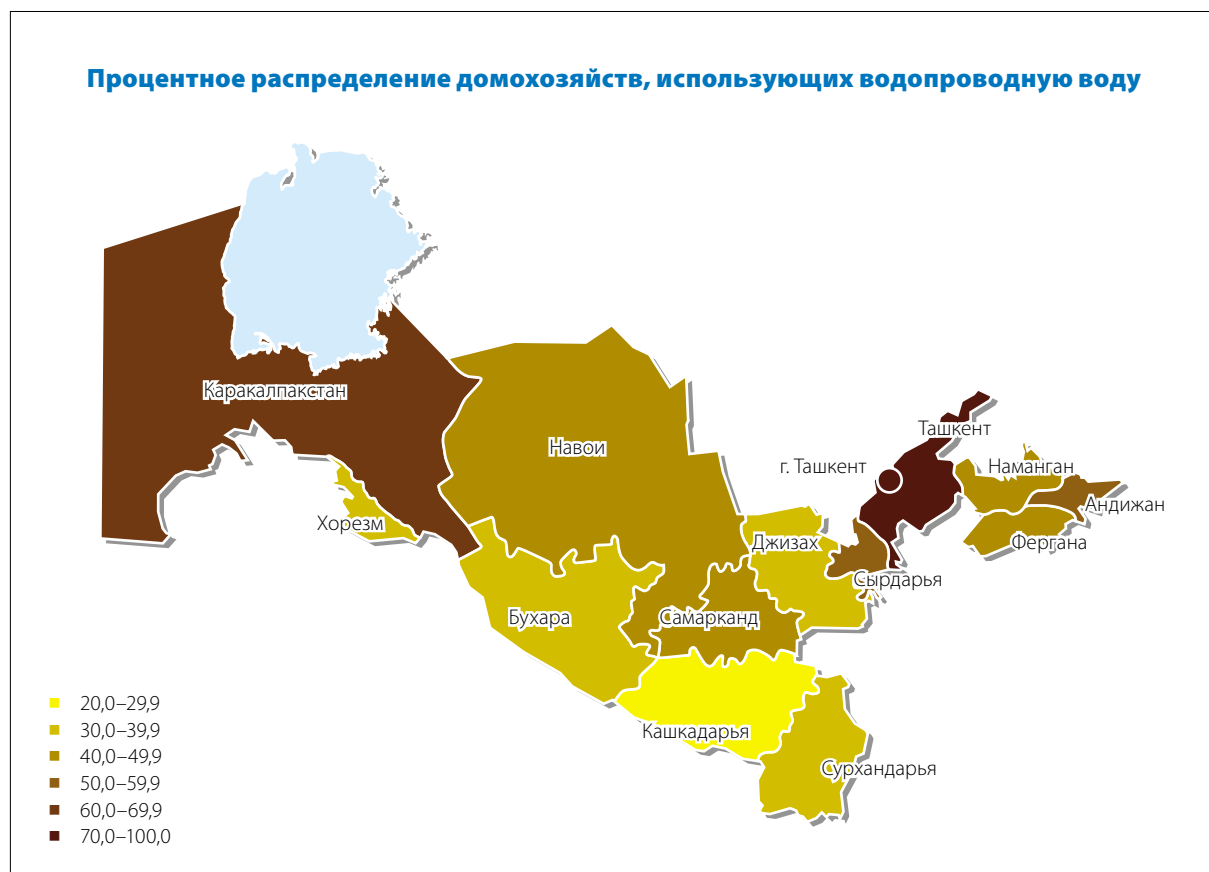 Процентное распределение домохозяйств, использующих водопроводную воду
Каракалпакстан
Ташкент
Навои
г. Ташкент
Наманган
Андижан
Хорезм
Джизах
Фергана
Сырдарья
Бухара
Самарканд
Кашкадарья
Сурхандарья
20,0–29,9
30,0–39,9
40,0–49,9
50,0–59,9
60,0–69,9
70,0–100,0